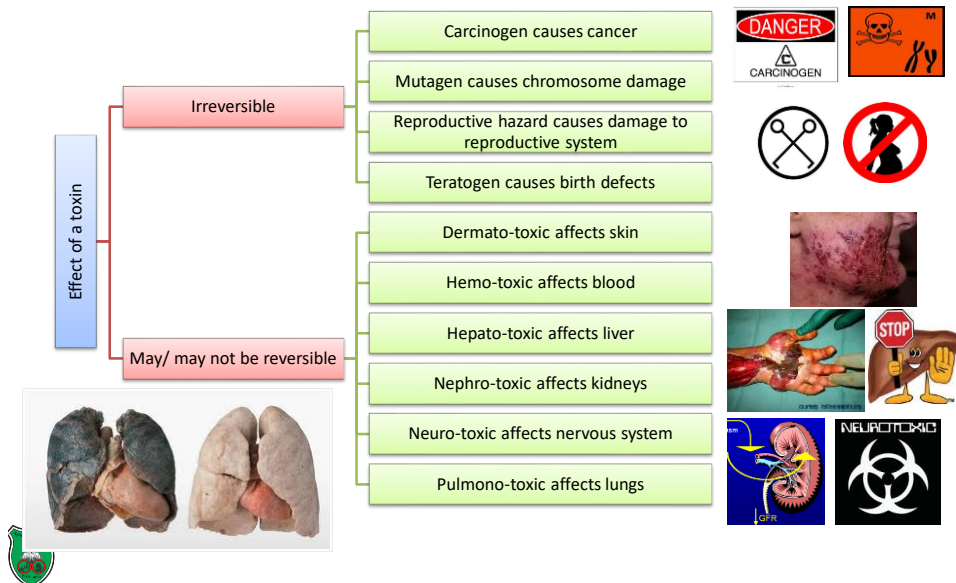 Effect of a toxin
Irreversible
Carcinogen causes cancer
Mutagen causes chromosome damage
Reproductive hazard causes damage to
reproductive system
Teratogen causes birth defects
May/ may not be reversible
Dermato-toxic affects skin
Hemo-toxic affects blood
Hepato-toxic affects liver
Nephro-toxic affects kidneys
Neuro-toxic affects nervous system
Pulmono-toxic affects lungs
DANGER
C
CARCINOGEN
M
STOP
GFR
NEUROTOXIC